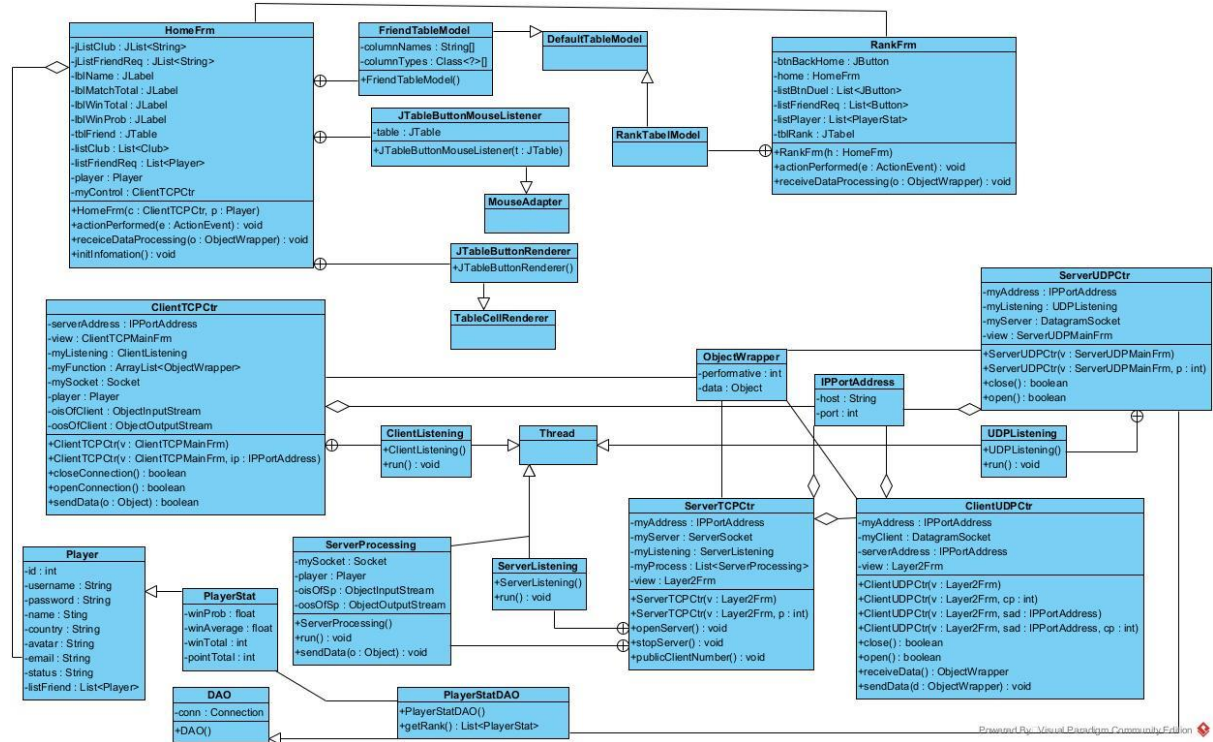 HomeFrm
-jListClub : JList<String>
-jListFriendReq : JList<String>
-lblName : JLabel
-lblMatchTotal : JLabel
-lblWinTotal : JLabel
-lblWinProb : JLabel
-tblFriend : JTable
-listClub : List<Club>
-listFriendReq : List<Player>
-player : Player
-myControl : ClientTCPCtr
+HomeFrm(c : ClientTCPCtr, p : Player)
+actionPerformed(e : ActionEvent) : void
+receiceDataProcessing(o : ObjectWrapper) : void
+initInfomation() : void
FriendTableModel
-columnNames : String[]
-columnTypes : Class<?>[]
+FriendTableModel()
DefaultTableModel
RankFrm
-btnBackHome : JButton
-home : HomeFrm
-listBtnDuel : List<JButton>
-listFriendReq : List<Button>
-listPlayer : List<PlayerStat>
-tblRank : JTabel
+RankFrm(h : HomeFrm)
+actionPerformed(e : ActionEvent) : void
+receiveDataProcessing(o : ObjectWrapper) : void
JTableButtonMouseListener
-table : JTable
+JTableButtonMouseListener(t : JTable)
RankTabelModel
MouseAdapter
JTableButtonRenderer
+JTableButtonRenderer()
TableCellRenderer
ServerUDPCtr
-myAddress : IPPortAddress
-myListening : UDPListening
-myServer : DatagramSocket
-view : ServerUDPMainFrm
+ServerUDPCtr(v : ServerUDPMainFrm)
+ServerUDPCtr(v : ServerUDPMainFrm, p : int)
+close() : boolean
+open() : boolean
ClientTCPCtr
-serverAddress : IPPortAddress
-view : ClientTCPMainFrm
-myListening : ClientListening
-myFunction : ArrayList<ObjectWrapper>
-mySocket : Socket
-player : Player
-oisOfClient : ObjectInputStream
-oosOfClient : ObjectOutputStream
+ClientTCPCtr(v : ClientTCPMainFrm)
+ClientTCPCtr(v : ClientTCPMainFrm, ip : IPPortAddress)
+closeConnection() : boolean
+openConnection() : boolean
+sendData(o : Object) : boolean
ObjectWrapper
-performative : int
-data : Object
IPPortAddress
-host : String
-port : int
ClientListening
+ClientListening()
+run() : void
Thread
UDPListening
+UDPListening()
+run() : void
ServerTCPCtr
-myAddress : IPPortAddress
-myServer : ServerSocket
-myListening : ServerListening
-myProcess : List<ServerProcessing>
-view : Layer2Frm
+ServerTCPCtr(v : Layer2Frm)
+ServerTCPCtr(v : Layer2Frm, p : int)
+openServer() : void
+stopServer() : void
+publicClientNumber() : void
ClientUDPCtr
-myAddress : IPPortAddress
-myClient : DatagramSocket
-serverAddress : IPPortAddress
-view : Layer2Frm
+ClientUDPCtr(v : Layer2Frm)
+ClientUDPCtr(v : Layer2Frm, cp : int)
+ClientUDPCtr(v : Layer2Frm, sad : IPPortAddress)
+ClientUDPCtr(v : Layer2Frm, sad : IPPortAddress, cp : int)
+close() : boolean
+open() : boolean
+receiveData() : ObjectWrapper
+sendData(d : ObjectWrapper) : void
Player
-id : int
-username : String
-password : String
-name : Sting
-country : String
-avatar : String
-email : String
-status : String
-listFriend : List<Player>
PlayerStat
-winProb : float
-winAverage : float
-winTotal : int
-pointTotal : int
ServerProcessing
-mySocket : Socket
-player : Player
-oisOfSp : ObjectInputStream
-oosOfSp : ObjectOutputStream
+ServerProcessing()
+run() : void
+sendData(o : Object) : void
ServerListening
+ServerListening()
+run() : void
DAO
-conn : Connection
+DAO()
PlayerStatDAO
+PlayerStatDAO()
+getRank() : List<PlayerStat>
Powered By: Visual Paradigm Community Edition